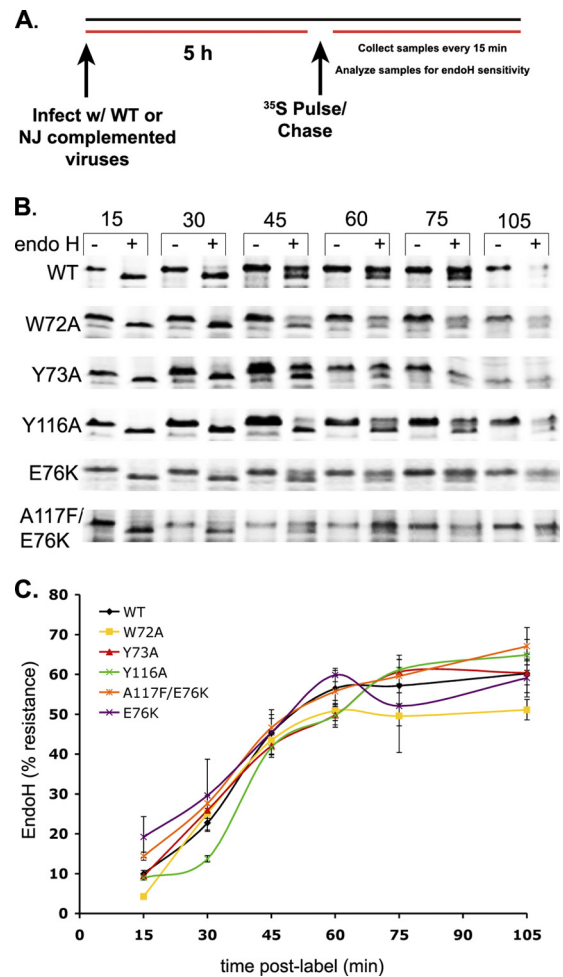 A.
5 h
Collect samples every 15 min
Analyze samples for endoH sensitivity
Infect w/ WT or
NJ complemented
viruses
35S Pulse/
Chase
B.
15 30 45 60 75 105
endo H - + - + - + - + - + - +
WT
W72A
Y73A
Y116A
E76K
A117F/
E76K
C.
EndoH (% resistance)
80
70
60
50
40
30
20
10
0
WT
W72A
Y73A
Y116A
A117F/E76K
E76K
0 15 30 45 60 75 90 105
time post-label (min)